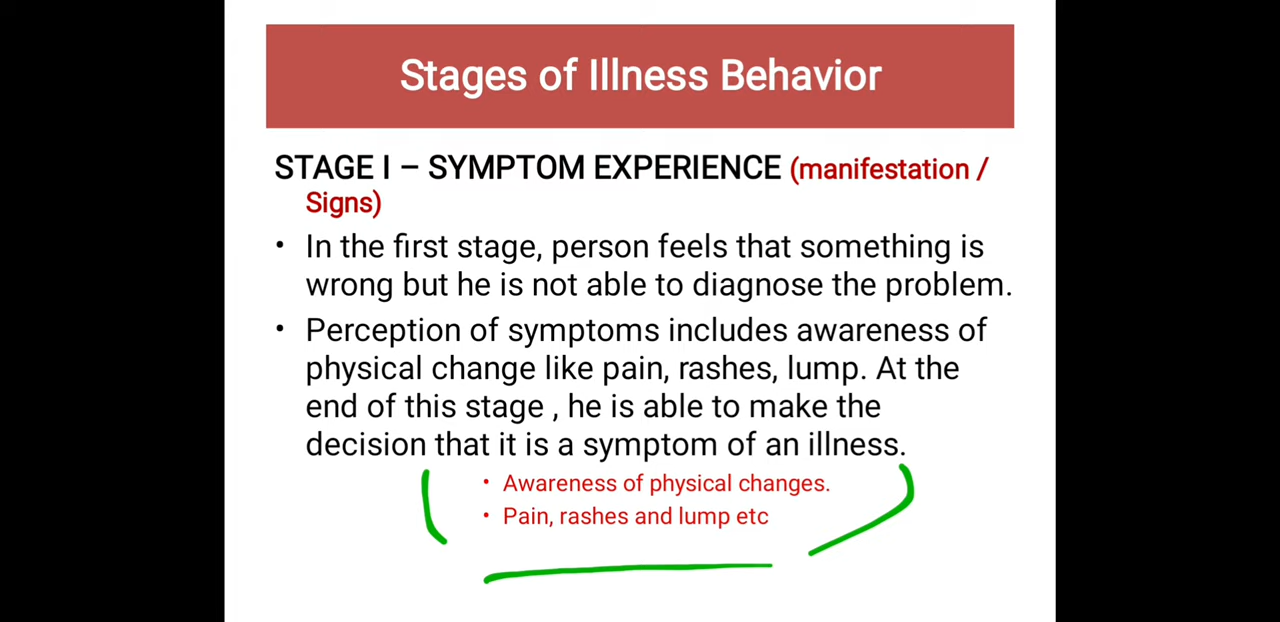 Stages of Illness Behavior
STAGE I – SYMPTOM EXPERIENCE (manifestation /
Signs)
• In the first stage, person feels that something is
wrong but he is not able to diagnose the problem.
• Perception of symptoms includes awareness of
physical change like pain, rashes, lump. At the
end of this stage , he is able to make the
decision that it is a symptom of an illness.
• Awareness of physical changes.
• Pain, rashes and lump etc